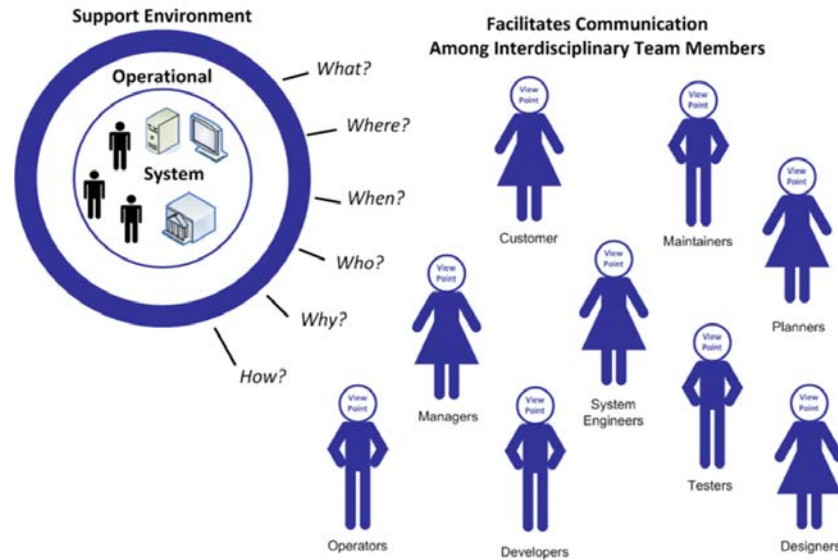 Support Environment
Operational
System
What?
Where?
When?
Who?
Why?
How?
Facilitates Communication
Among Interdisciplinary Team Members
View
Point
Customer
View
Point
Maintainers
View
Point
Planners
View
Point
Managers
View
Point
System
Engineers
View
Point
Testers
View
Point
Operators
View
Point
Developers
View
Point
Designers